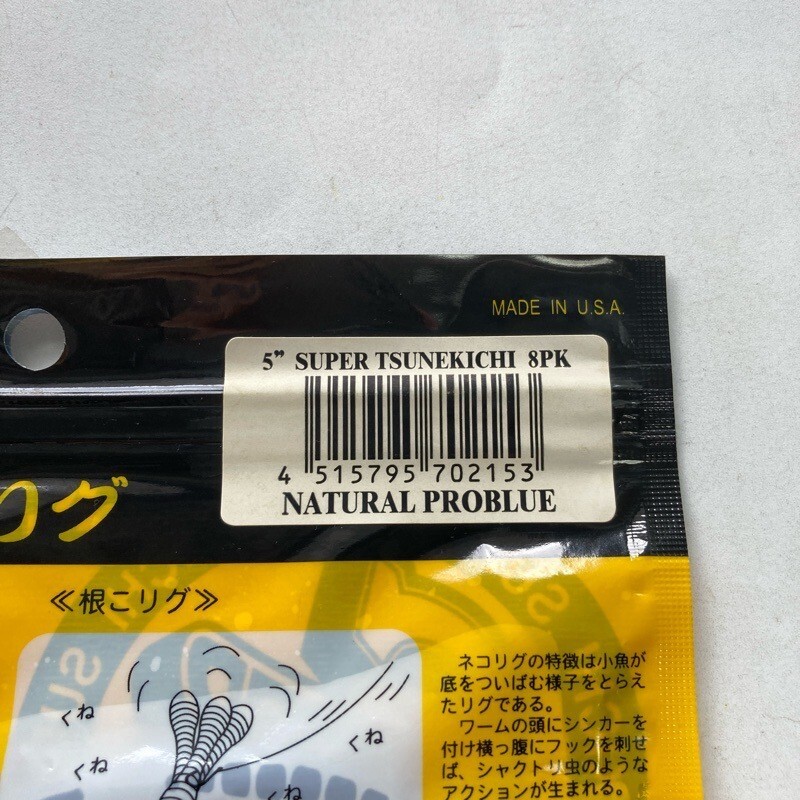 MADE IN U.S.A.
5" SUPER TSUNEKICHI 8PK
4 515795 702153
NATURAL PROBLUE
リグ
≪根こリグ≫
くね
くね
くね
くね
ネコリグの特徴は小魚が
底をついばむ様子をとらえ
たリグである。
ワームの頭にシンカーを
付け横っ腹にフックを刺せ
ば、シャクトリ虫のような
アクションが生まれる。